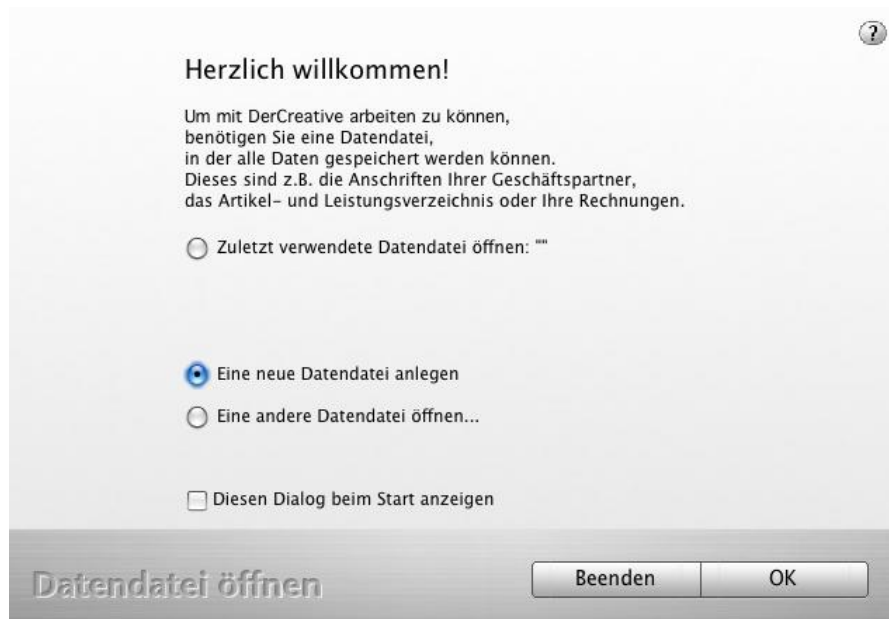 ?
Herzlich willkommen!
Um mit DerCreative arbeiten zu können,
benötigen Sie eine Datendatei,
in der alle Daten gespeichert werden können.
Dieses sind z.B. die Anschriften Ihrer Geschäftspartner,
das Artikel- und Leistungsverzeichnis oder Ihre Rechnungen.
Zuletzt verwendete Datendatei öffnen: ""
Eine neue Datendatei anlegen
Eine andere Datendatei öffnen...
Diesen Dialog beim Start anzeigen
Datendatei öffnen
Beenden
OK